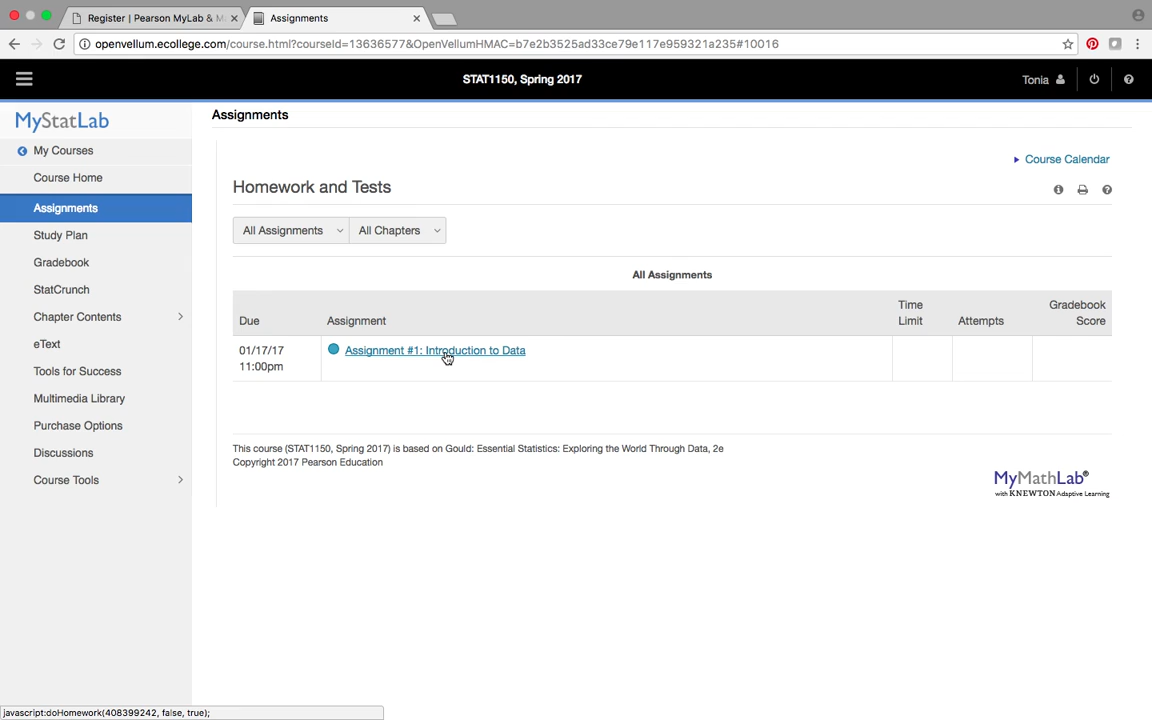 Register | Pearson MyLab & M
Assignments
openvellum.ecollege.com/course.html?courseId=13636577&OpenVellumHMAC=b7e2b3525ad33ce79e117e959321a235#10016
STAT1150, Spring 2017
Tonia
MyStatLab
My Courses
Course Home
Assignments
Study Plan
Gradebook
StatCrunch
Chapter Contents
eText
Tools for Success
Multimedia Library
Purchase Options
Discussions
Course Tools
Assignments
Course Calendar
Homework and Tests
All Assignments
All Chapters
All Assignments
Due
Assignment
Time Limit
Attempts
Gradebook Score
01/17/17
11:00pm
Assignment #1: Introduction to Data
This course (STAT1150, Spring 2017) is based on Gould: Essential Statistics: Exploring the World Through Data, 2e
Copyright 2017 Pearson Education
MyMathLab®
with KNEWTON Adaptive Learning
javascript:doHomework(408399242, false, true);